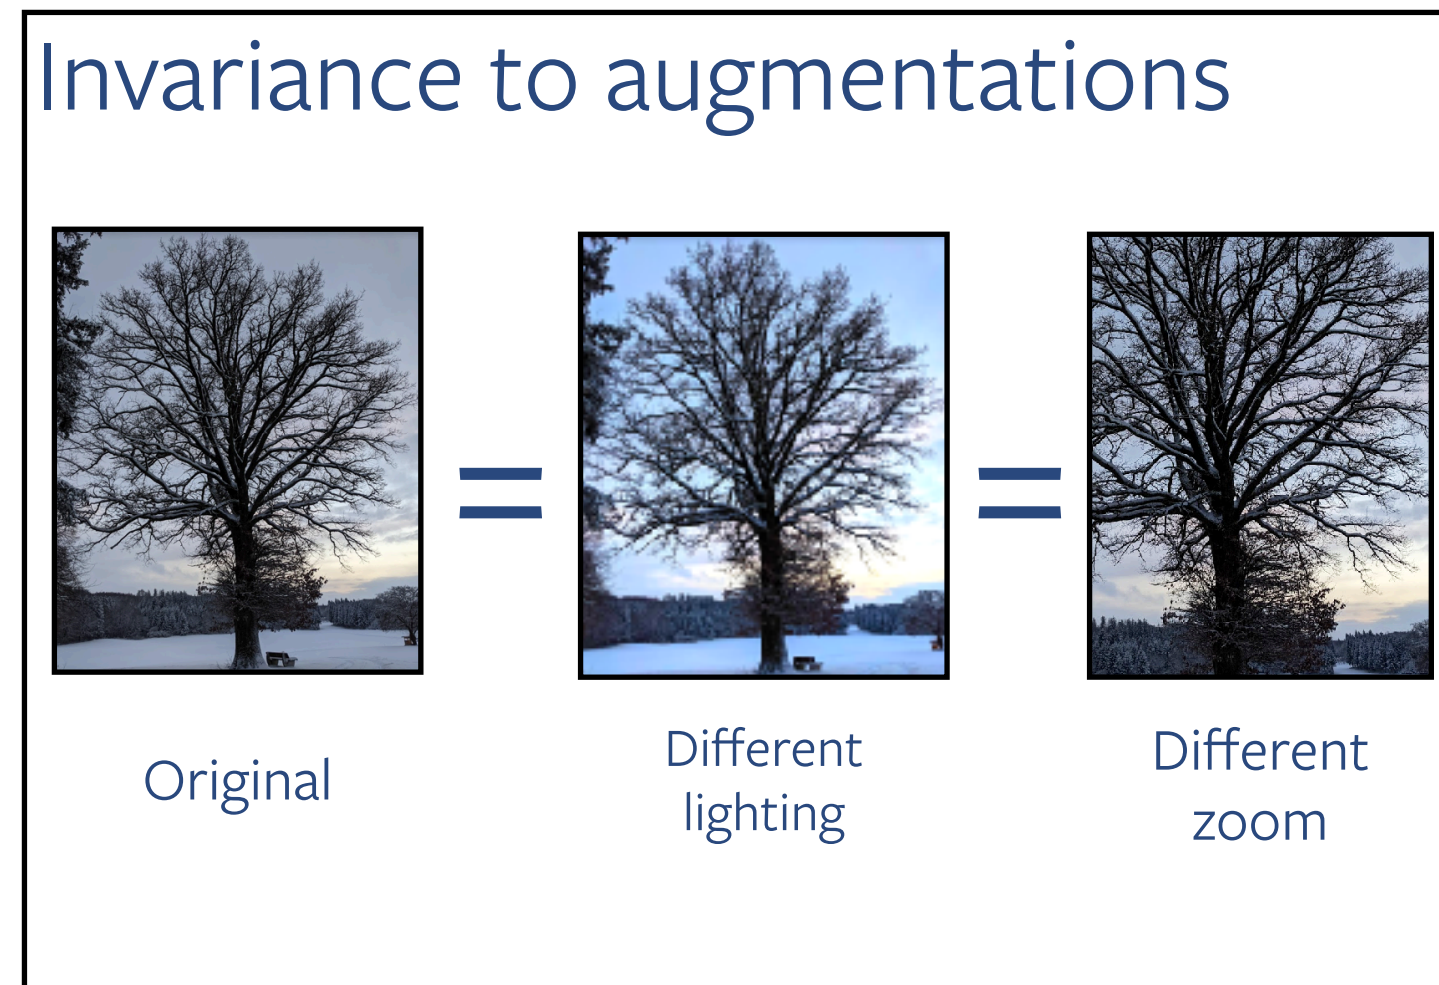 Invariance to augmentations
=
=
Original
Different
lighting
Different
zoom